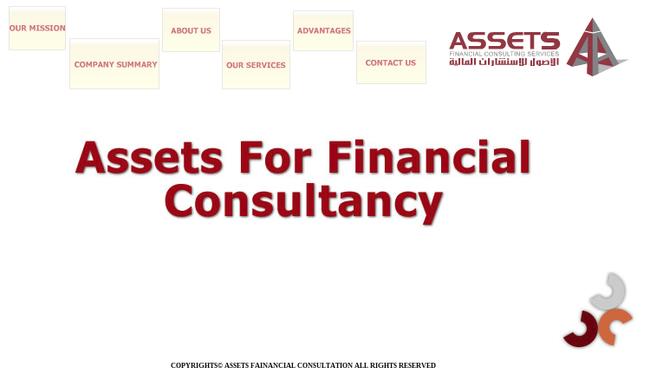 OUR MISSION
COMPANY SUMMARY
ABOUT US
OUR SERVICES
ADVANTAGES
CONTACT US
ASSETS
FINANCIAL CONSULTING SERVICES
الاصول للاستشارات المالية
Assets For Financial
Consultancy
COPYRIGHTS© ASSETS FAINANCIAL CONSULTATION ALL RIGHTS RESERVED